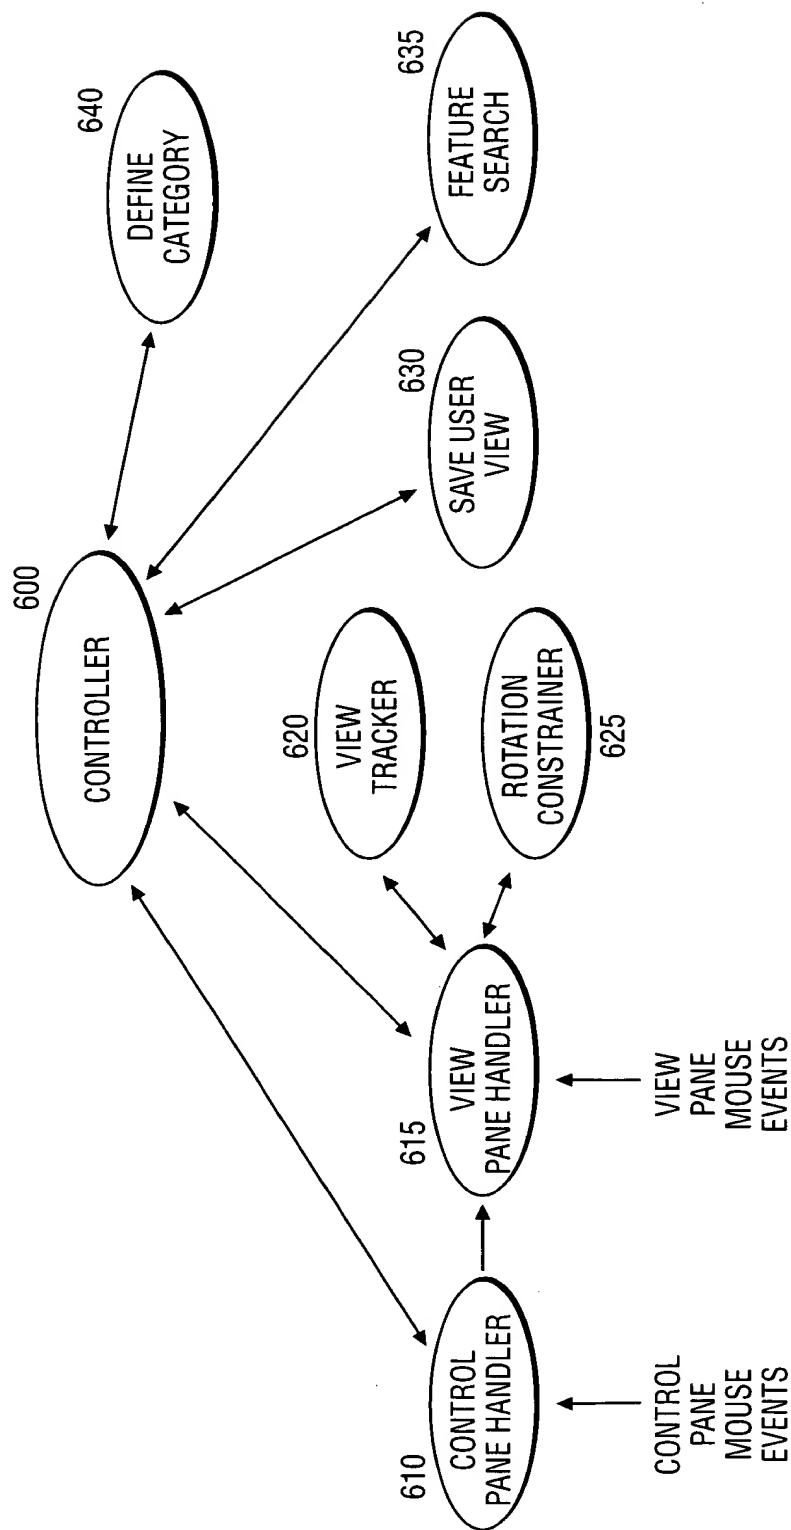 600
CONTROLLER
640
DEFINE
CATEGORY
610
CONTROL
PANE HANDLER
615
VIEW
PANE HANDLER
620
VIEW
TRACKER
ROTATION
CONSTRAINER
625
630
SAVE USER
VIEW
635
FEATURE
SEARCH
CONTROL
PANE
MOUSE
EVENTS
VIEW
PANE
MOUSE
EVENTS